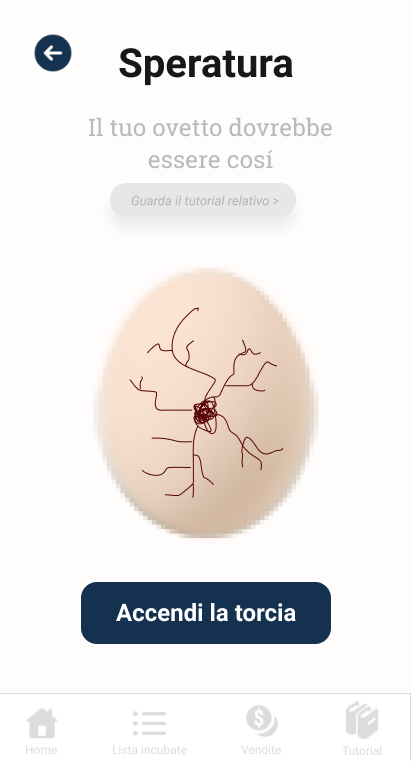 Speratura
Il tuo ovetto dovrebbe
essere cosí
Guarda il tutorial relativo >
Accendi la torcia
Home
Lista incubate
Vendite
Tutorial